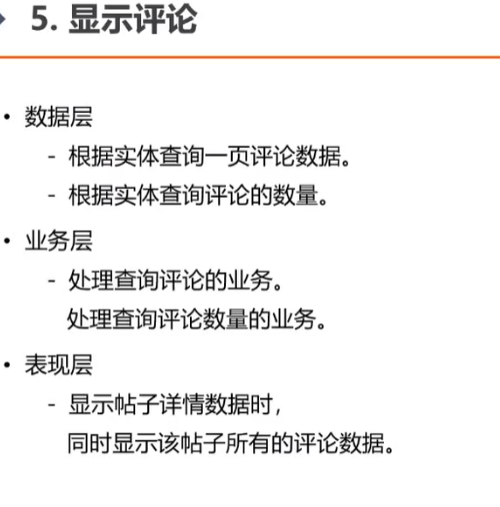 5. 显示评论
• 数据层
- 根据实体查询一页评论数据。
- 根据实体查询评论的数量。
• 业务层
- 处理查询评论的业务。
处理查询评论数量的业务。
• 表现层
- 显示帖子详情数据时，
同时显示该帖子所有的评论数据。